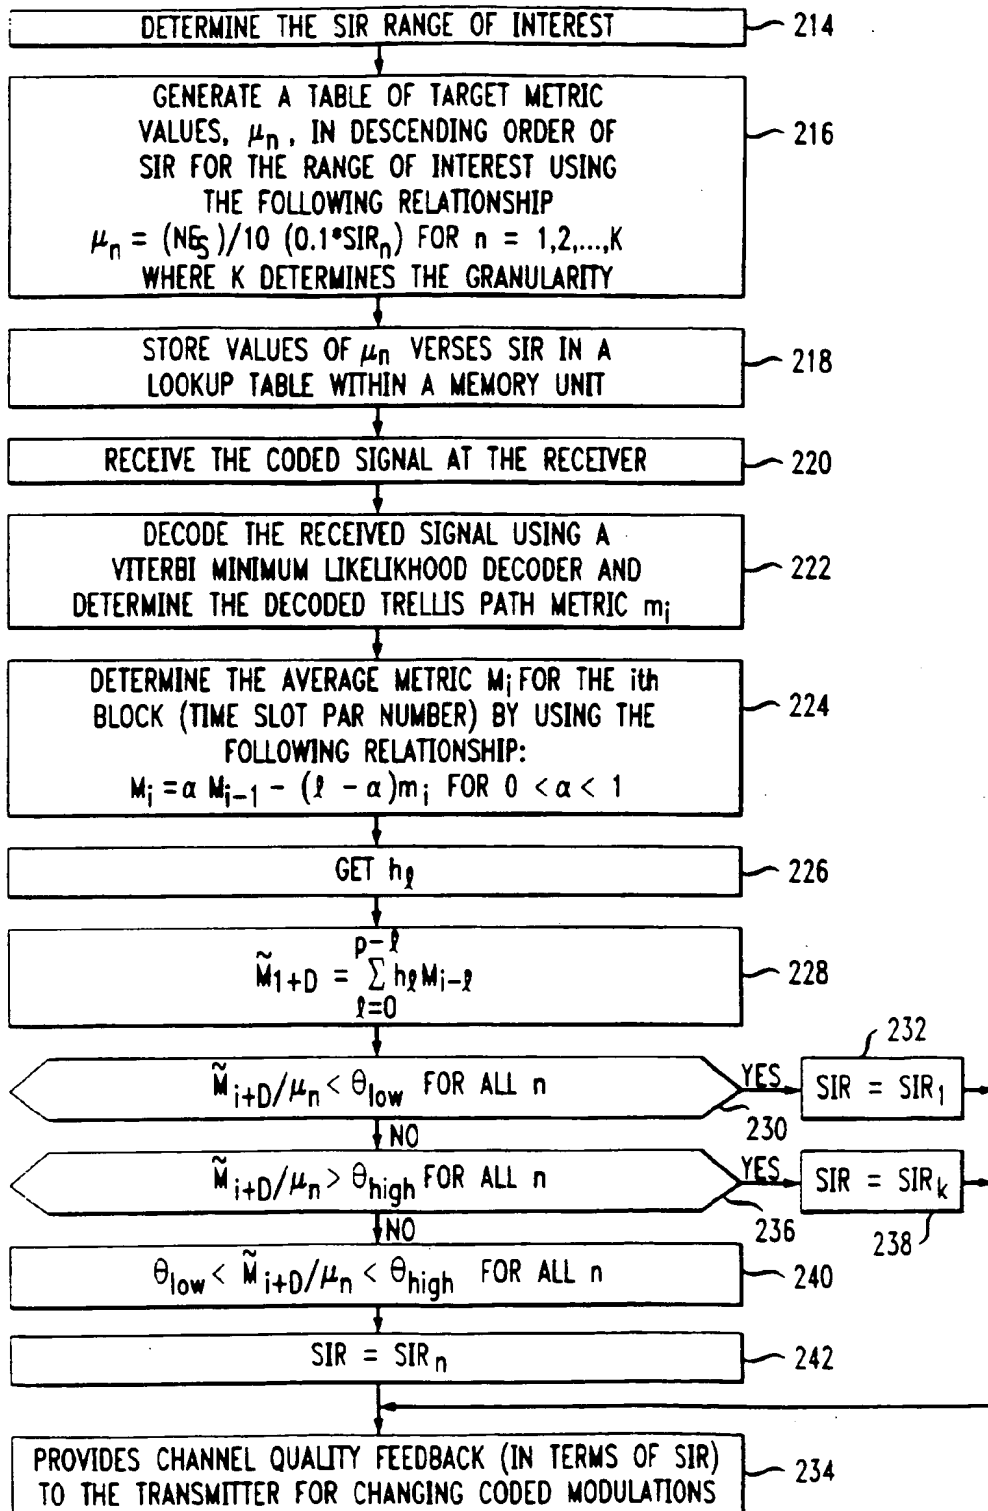 DETERMINE THE SIR RANGE OF INTEREST
214
GENERATE A TABLE OF TARGET METRIC
VALUES, μn, IN DESCENDING ORDER OF
SIR FOR THE RANGE OF INTEREST USING
THE FOLLOWING RELATIONSHIP
μn = (NES)/10 (0.1*SIRn) FOR n = 1,2,...,K
WHERE K DETERMINES THE GRANULARITY
216
STORE VALUES OF μn VERSES SIR IN A
LOOKUP TABLE WITHIN A MEMORY UNIT
218
RECEIVE THE CODED SIGNAL AT THE RECEIVER
220
DECODE THE RECEIVED SIGNAL USING A
VITERBI MINIMUM LIKELIKHOOD DECODER AND
DETERMINE THE DECODED TRELLIS PATH METRIC mi
222
DETERMINE THE AVERAGE METRIC Mi FOR THE ith
BLOCK (TIME SLOT PAR NUMBER) BY USING THE
FOLLOWING RELATIONSHIP:
Mi = α Mi-1 - (ℓ - α)mi FOR 0 < α < 1
224
GET hℓ
226
p-ℓ
M̃1+D = Σ hℓMi-ℓ
ℓ=0
228
M̃i+D/μn < θlow FOR ALL n
YES
230
232
SIR = SIR1
NO
M̃i+D/μn > θhigh FOR ALL n
YES
236
SIR = SIRk
238
NO
θlow < M̃i+D/μn < θhigh FOR ALL n
240
SIR = SIRn
242
PROVIDES CHANNEL QUALITY FEEDBACK (IN TERMS OF SIR)
TO THE TRANSMITTER FOR CHANGING CODED MODULATIONS
234